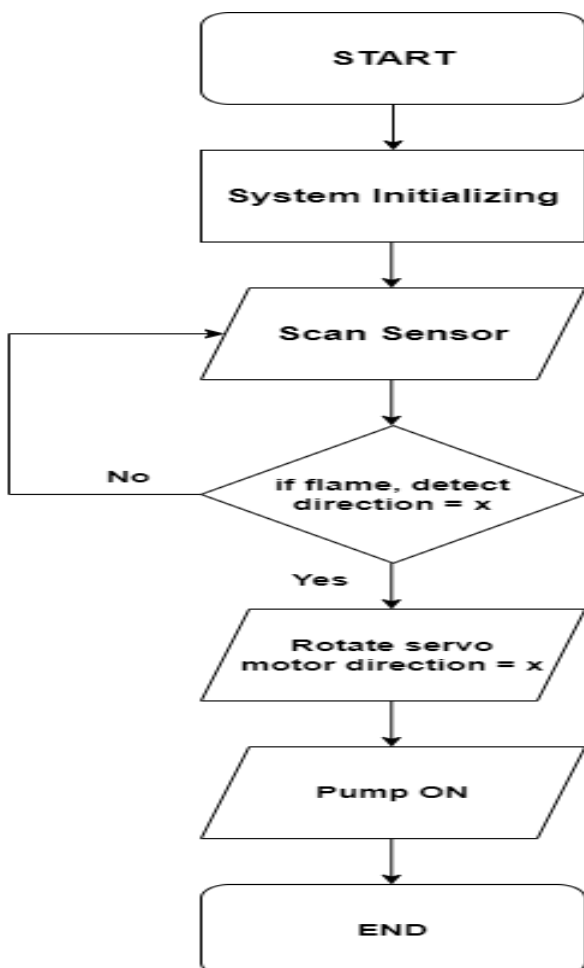 START
System Initializing
Scan Sensor
No
if flame, detect
direction = x
Yes
Rotate servo
motor direction = x
Pump ON
END